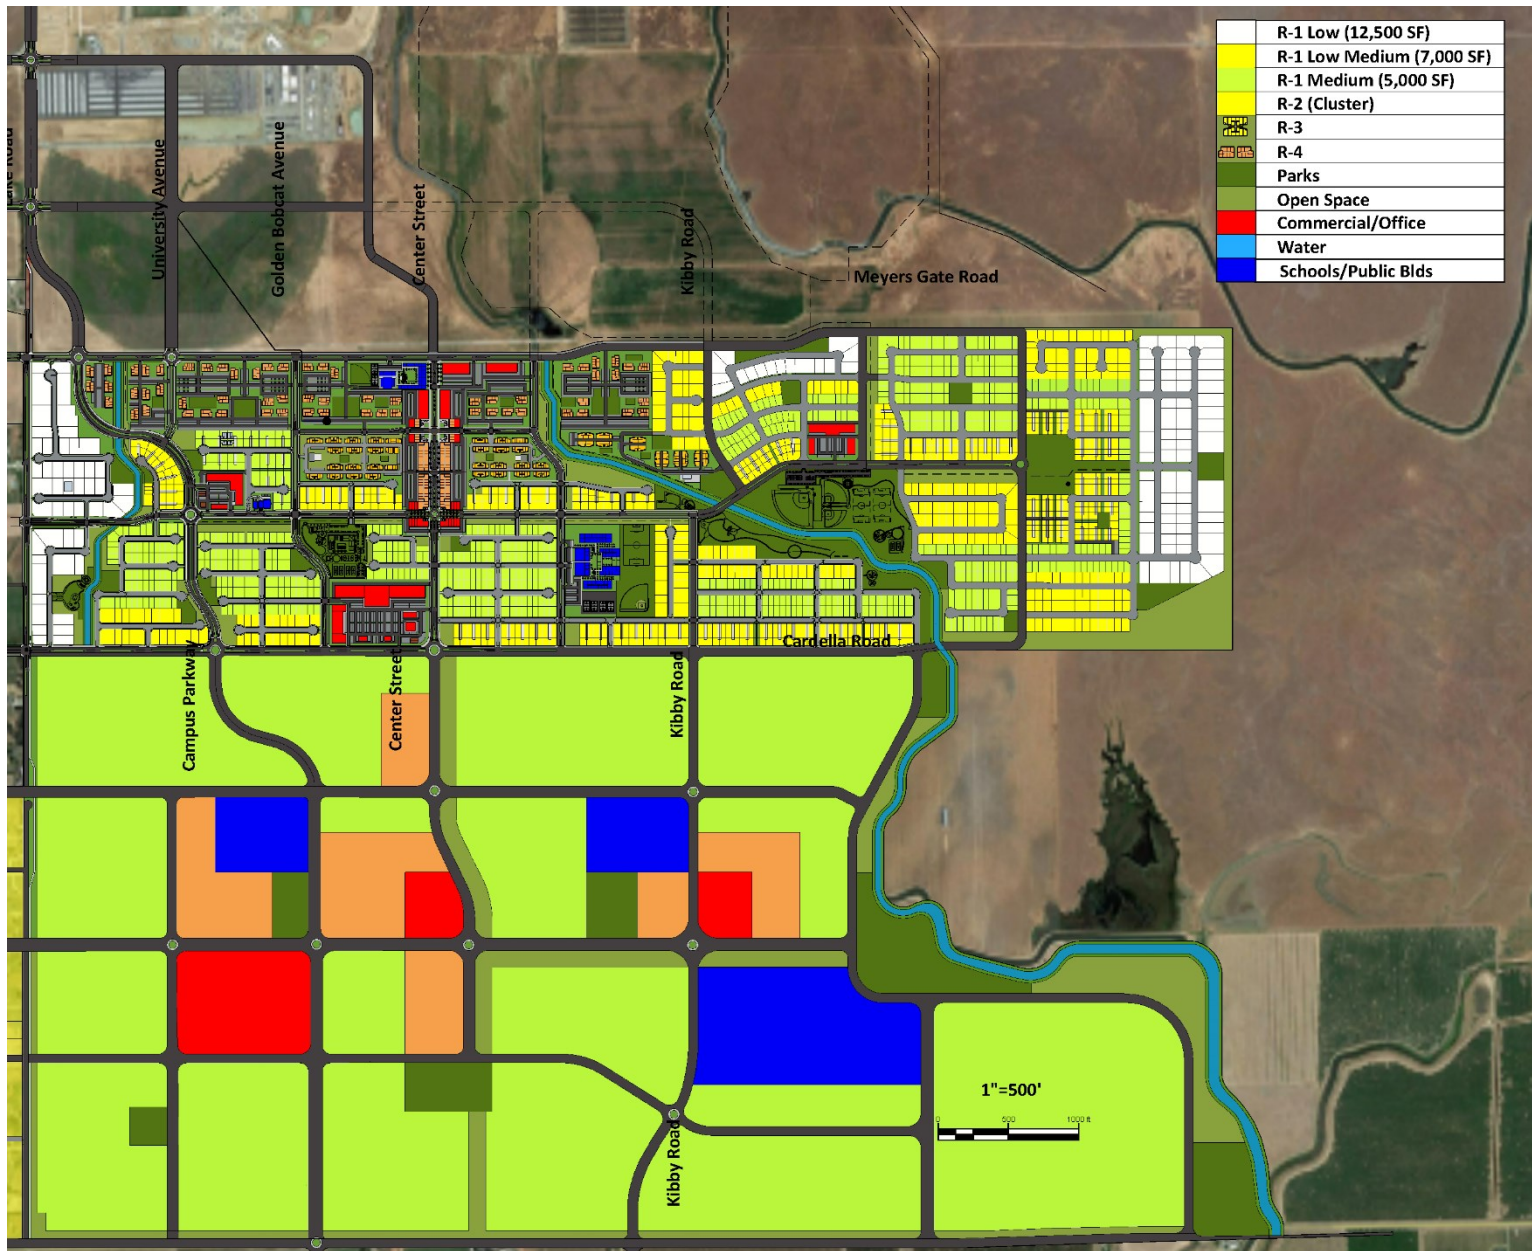 R-1 Low (12,500 SF)
R-1 Low Medium (7,000 SF)
R-1 Medium (5,000 SF)
R-2 (Cluster)
R-3
R-4
Parks
Open Space
Commercial/Office
Water
Schools/Public Blds
Road
University Avenue
Golden Bobcat Avenue
Center Street
Kibby Road
Meyers Gate Road
Cardella Road
Campus Parkway
Center Street
Kibby Road
1"=500'
0 500 1000 ft
Kibby Road